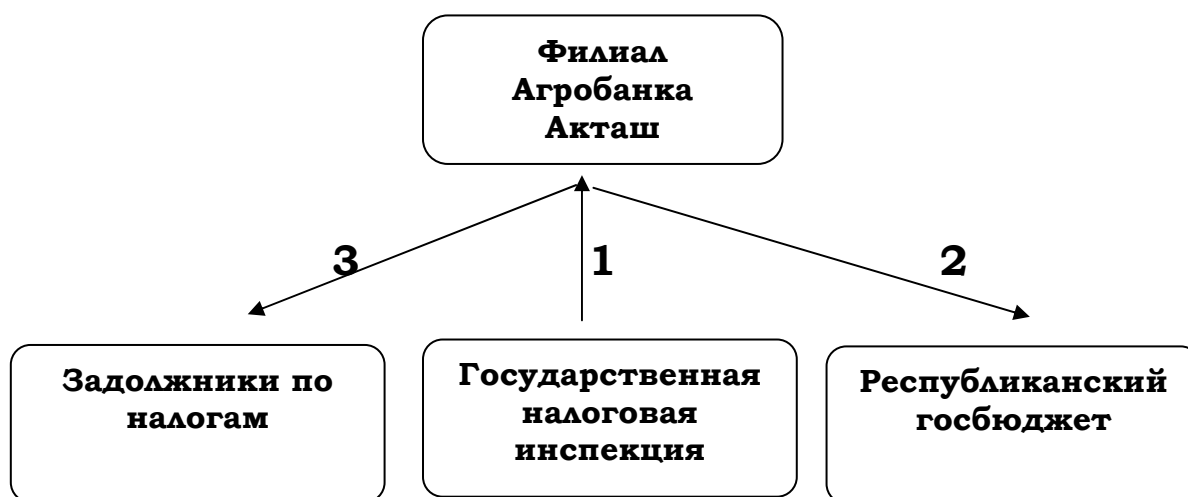 Филиал
Агробанка
Акташ
3
1
2
Задолжники по
налогам
Государственная
налоговая
инспекция
Республиканский
госбюджет